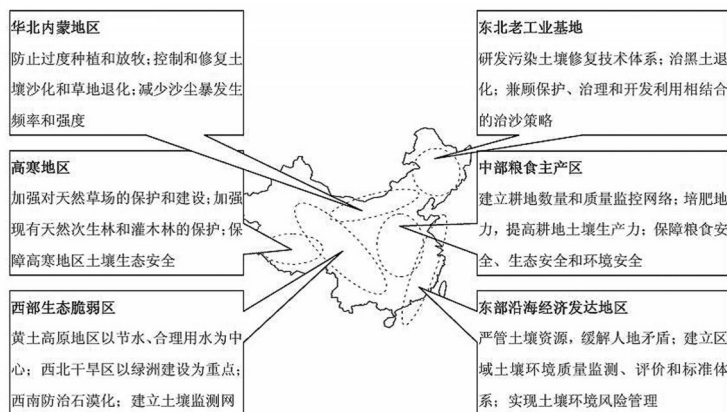 华北内蒙地区
防止过度种植和放牧；控制和修复土
壤沙化和草地退化；减少沙尘暴发生
频率和强度
东北老工业基地
研发污染土壤修复技术体系；治黑土退
化；兼顾保护、治理和开发利用相结合
的治沙策略
高寒地区
加强对天然草场的保护和建设；加强
现有天然次生林和灌木林的保护；保
障高寒地区土壤生态安全
中部粮食主产区
建立耕地数量和质量监控网络；培肥地
力，提高耕地土壤生产力；保障粮食安
全、生态安全和环境安全
西部生态脆弱区
黄土高原地区以节水、合理用水为中
心；西北干旱区以绿洲建设为重点；
西南防治石漠化；建立土壤监测网
东部沿海经济发达地区
严管土壤资源，缓解人地矛盾；建立区
域土壤环境质量监测、评价和标准体
系；实现土壤环境风险管理